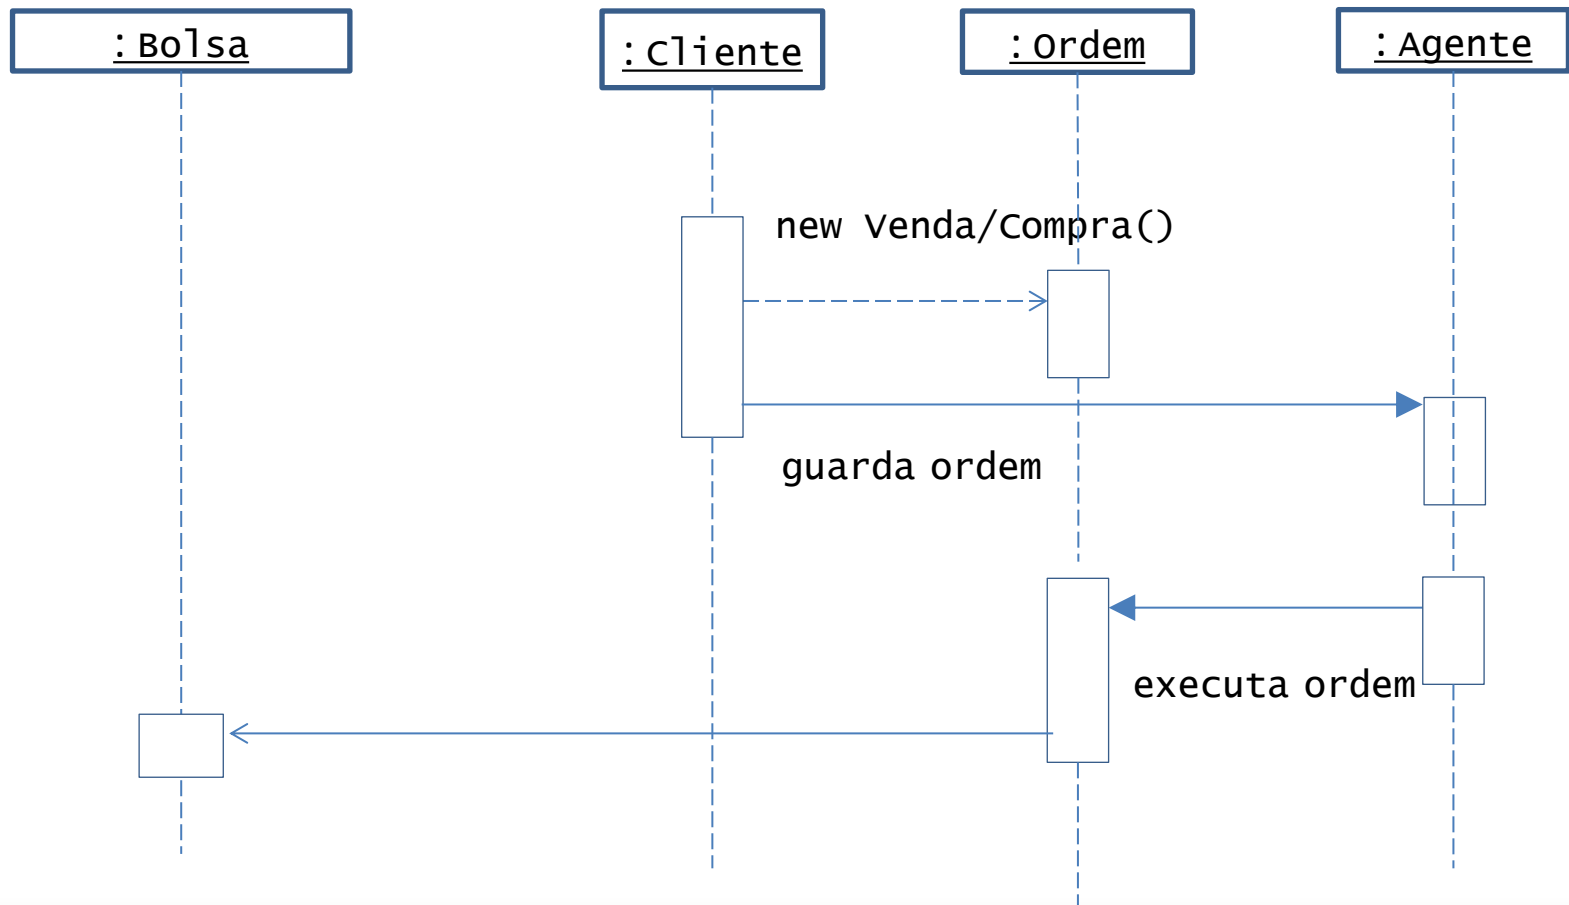 :Bolsa
:Cliente
:Ordem
:Agente
new Venda/Compra()
guarda ordem
executa ordem